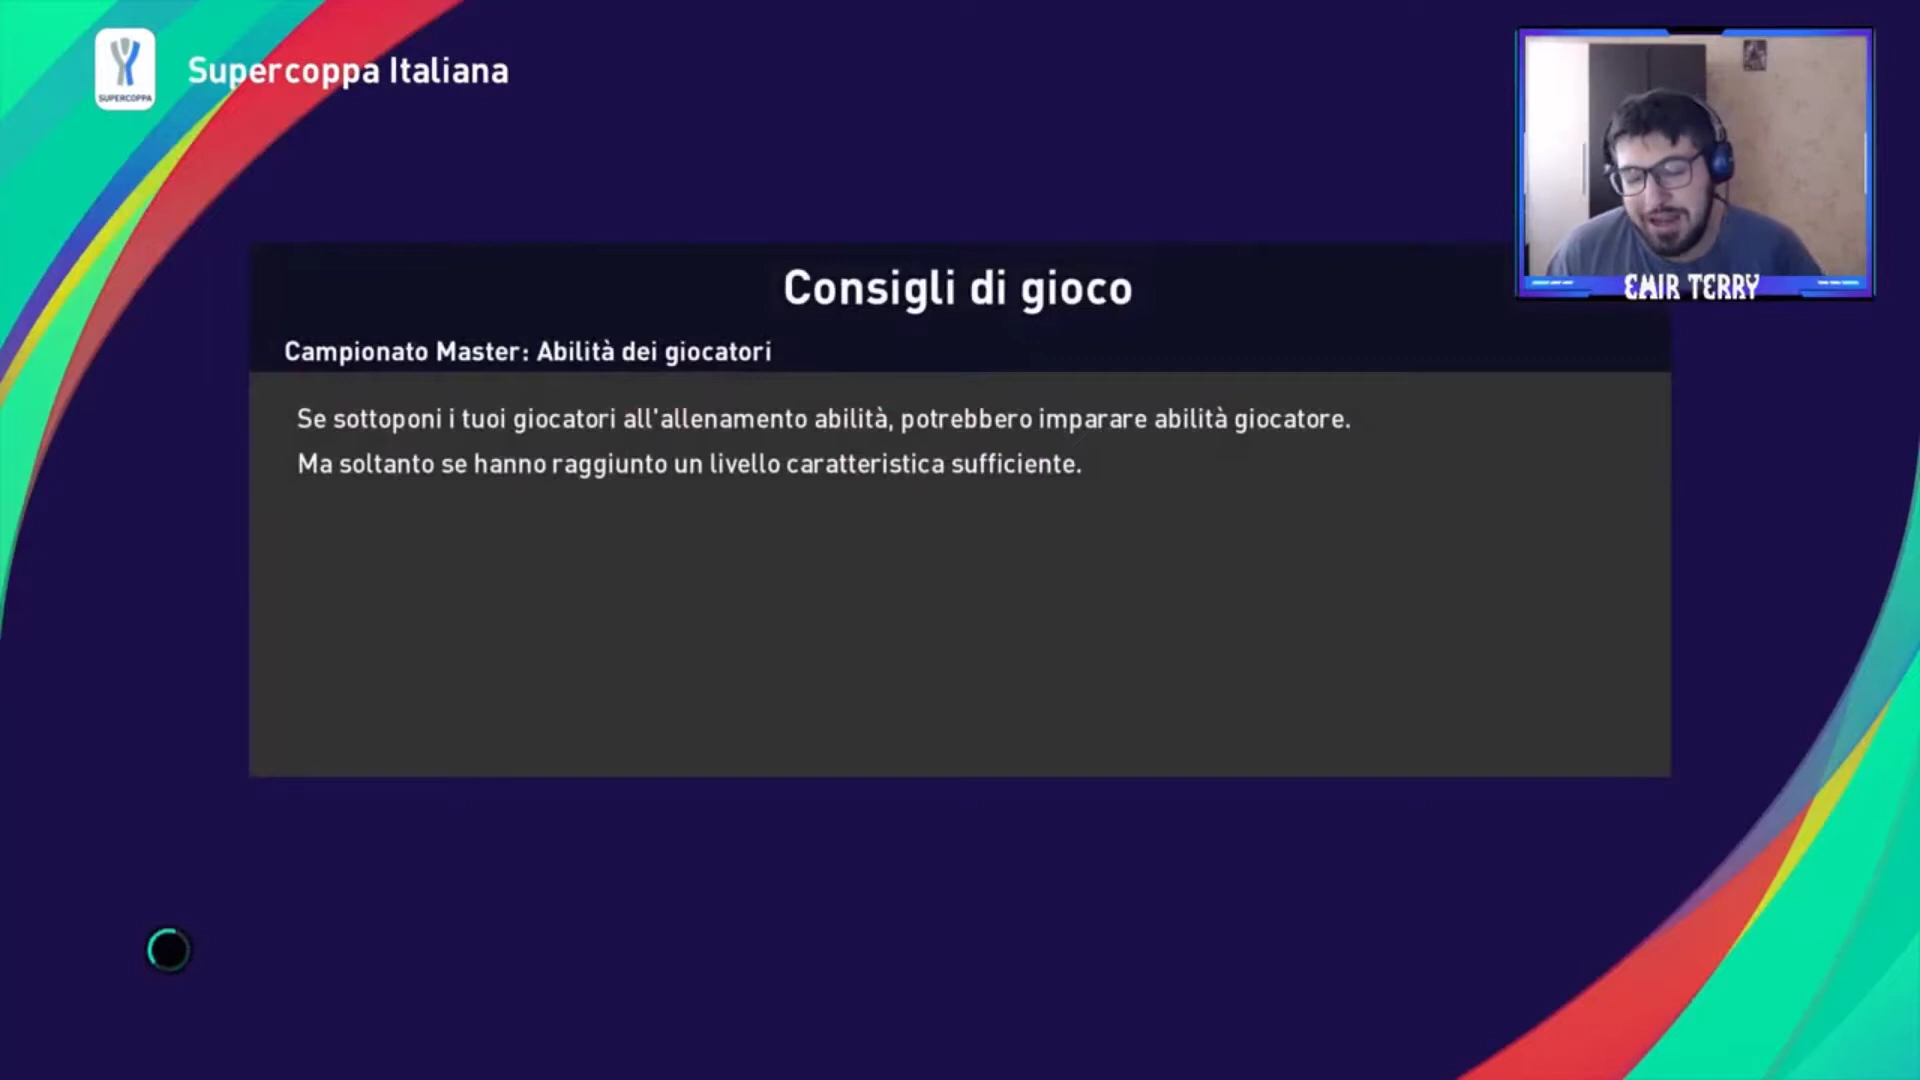 SUPERCOPPA
Supercoppa Italiana
EMIR TERRY
Consigli di gioco
Campionato Master: Abilità dei giocatori
Se sottoponi i tuoi giocatori all'allenamento abilità, potrebbero imparare abilità giocatore.
Ma soltanto se hanno raggiunto un livello caratteristica sufficiente.